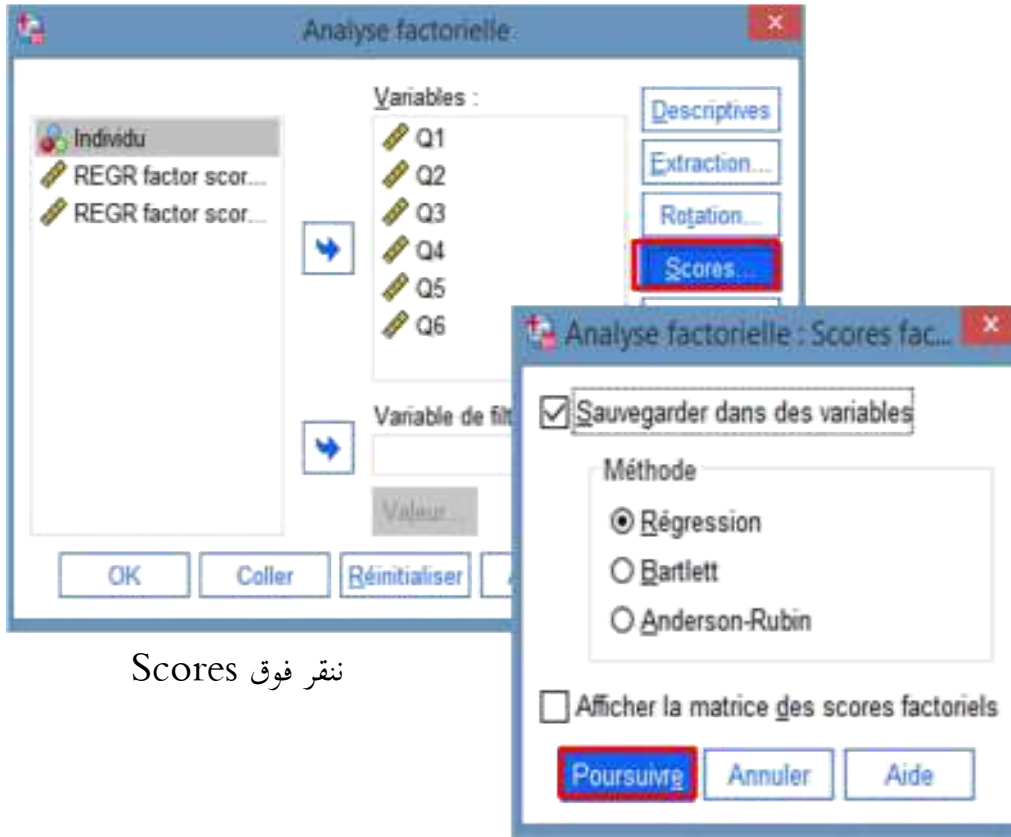 Analyse factorielle
Individu
REGR factor scor...
REGR factor scor...
Variables :
Q1
Q2
Q3
Q4
Q5
Q6
Variable de filt
Valeur...
Descriptives
Extraction...
Rotation...
Scores...
OK
Coller
Réinitialiser
ننقر فوق Scores
Analyse factorielle : Scores fac...
Sauvegarder dans des variables
Méthode
Régression
Bartlett
Anderson-Rubin
Afficher la matrice des scores factoriels
Poursuivre
Annuler
Aide